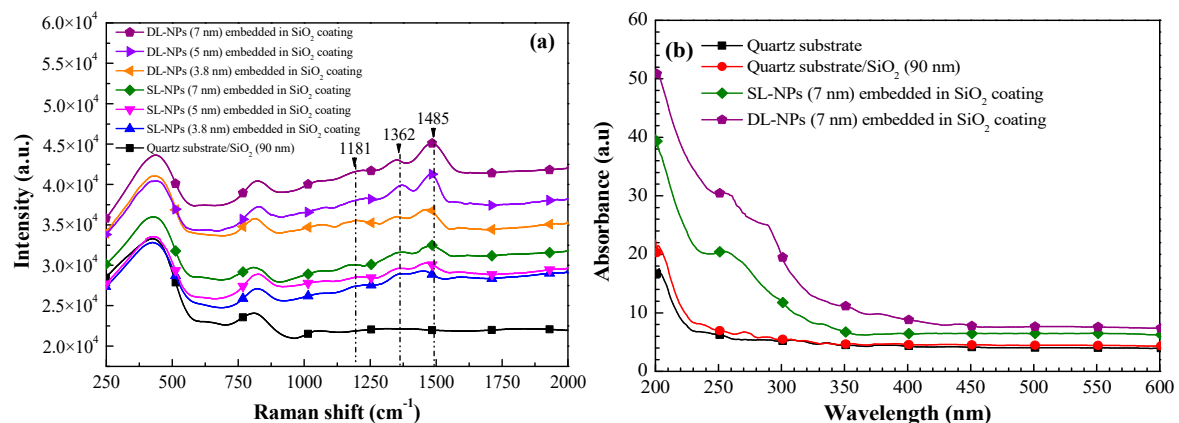 (a)
DL-NPs (7 nm) embedded in SiO₂ coating
DL-NPs (5 nm) embedded in SiO₂ coating
DL-NPs (3.8 nm) embedded in SiO₂ coating
SL-NPs (7 nm) embedded in SiO₂ coating
SL-NPs (5 nm) embedded in SiO₂ coating
SL-NPs (3.8 nm) embedded in SiO₂ coating
Quartz substrate/SiO₂ (90 nm)
1181
1362
1485
6.0×10⁴
5.5×10⁴
5.0×10⁴
4.5×10⁴
4.0×10⁴
3.5×10⁴
3.0×10⁴
2.5×10⁴
2.0×10⁴
Intensity (a.u.)
250 500 750 1000 1250 1500 1750 2000
Raman shift (cm⁻¹)
(b)
Quartz substrate
Quartz substrate/SiO₂ (90 nm)
SL-NPs (7 nm) embedded in SiO₂ coating
DL-NPs (7 nm) embedded in SiO₂ coating
60
50
40
30
20
10
0
Absorbance (a.u)
200 250 300 350 400 450 500 550 600
Wavelength (nm)